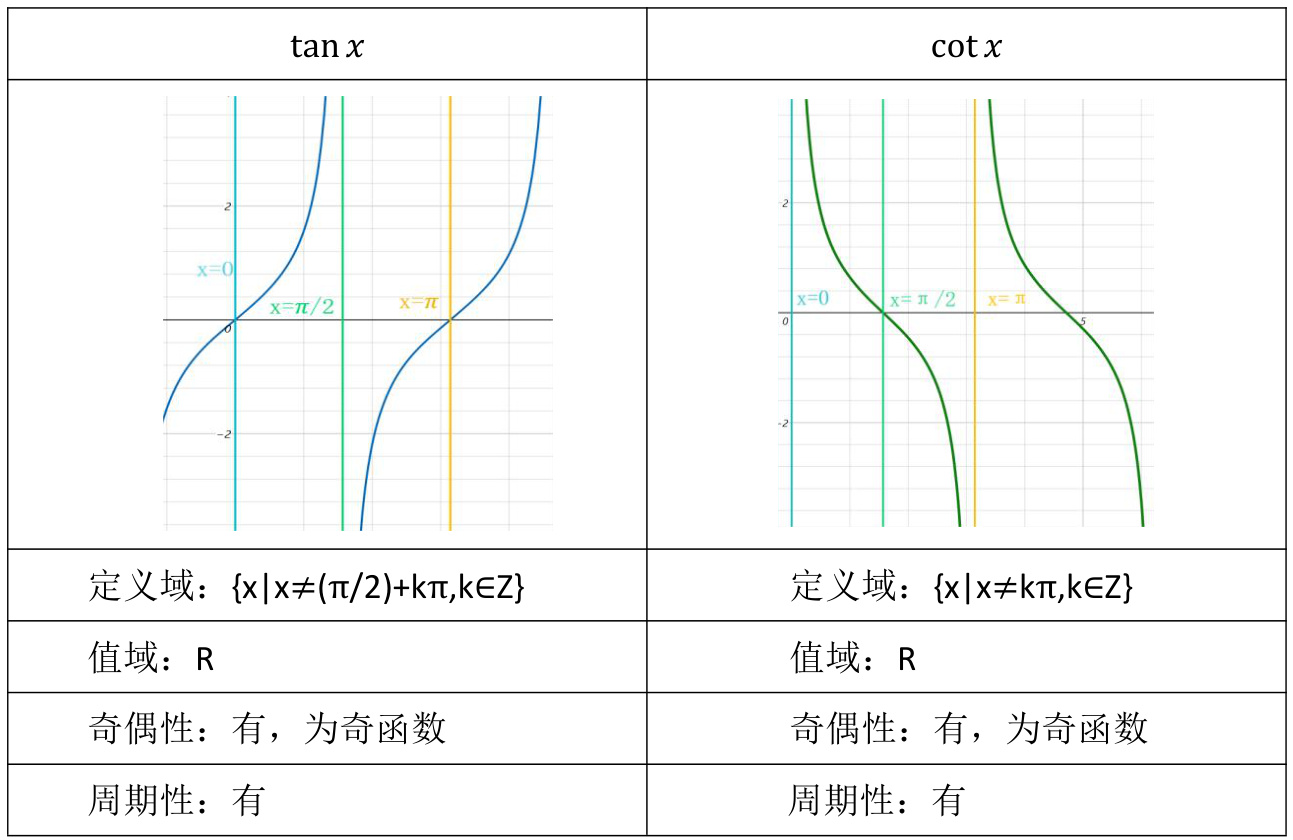 tan x
cot x
2
x=0
x=π/2
x=π
0
-2
2
x=0
x= π /2
x= π
0
5
-2
定义域：{x|x≠(π/2)+kπ,k∈Z}
定义域：{x|x≠kπ,k∈Z}
值域：R
值域：R
奇偶性：有，为奇函数
奇偶性：有，为奇函数
周期性：有
周期性：有